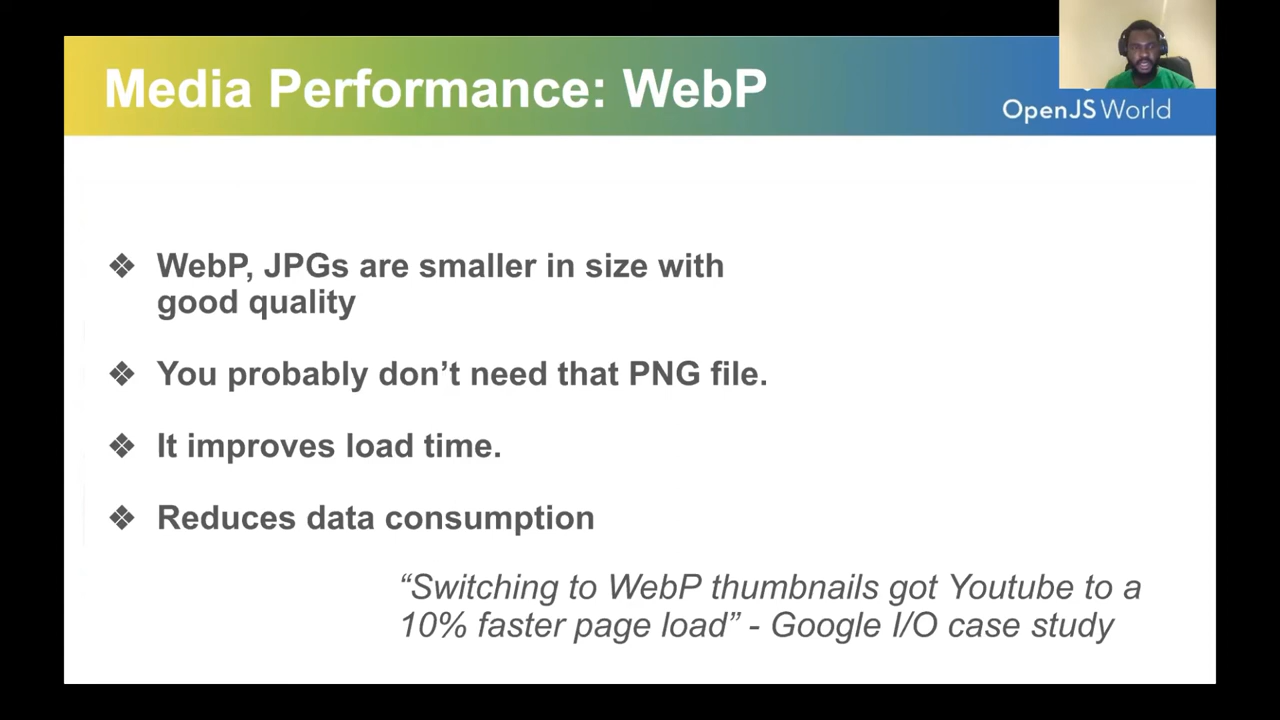 Media Performance: WebP
OpenJS World
❖ WebP, JPGs are smaller in size with
good quality
❖ You probably don’t need that PNG file.
❖ It improves load time.
❖ Reduces data consumption
“Switching to WebP thumbnails got Youtube to a
10% faster page load” - Google I/O case study